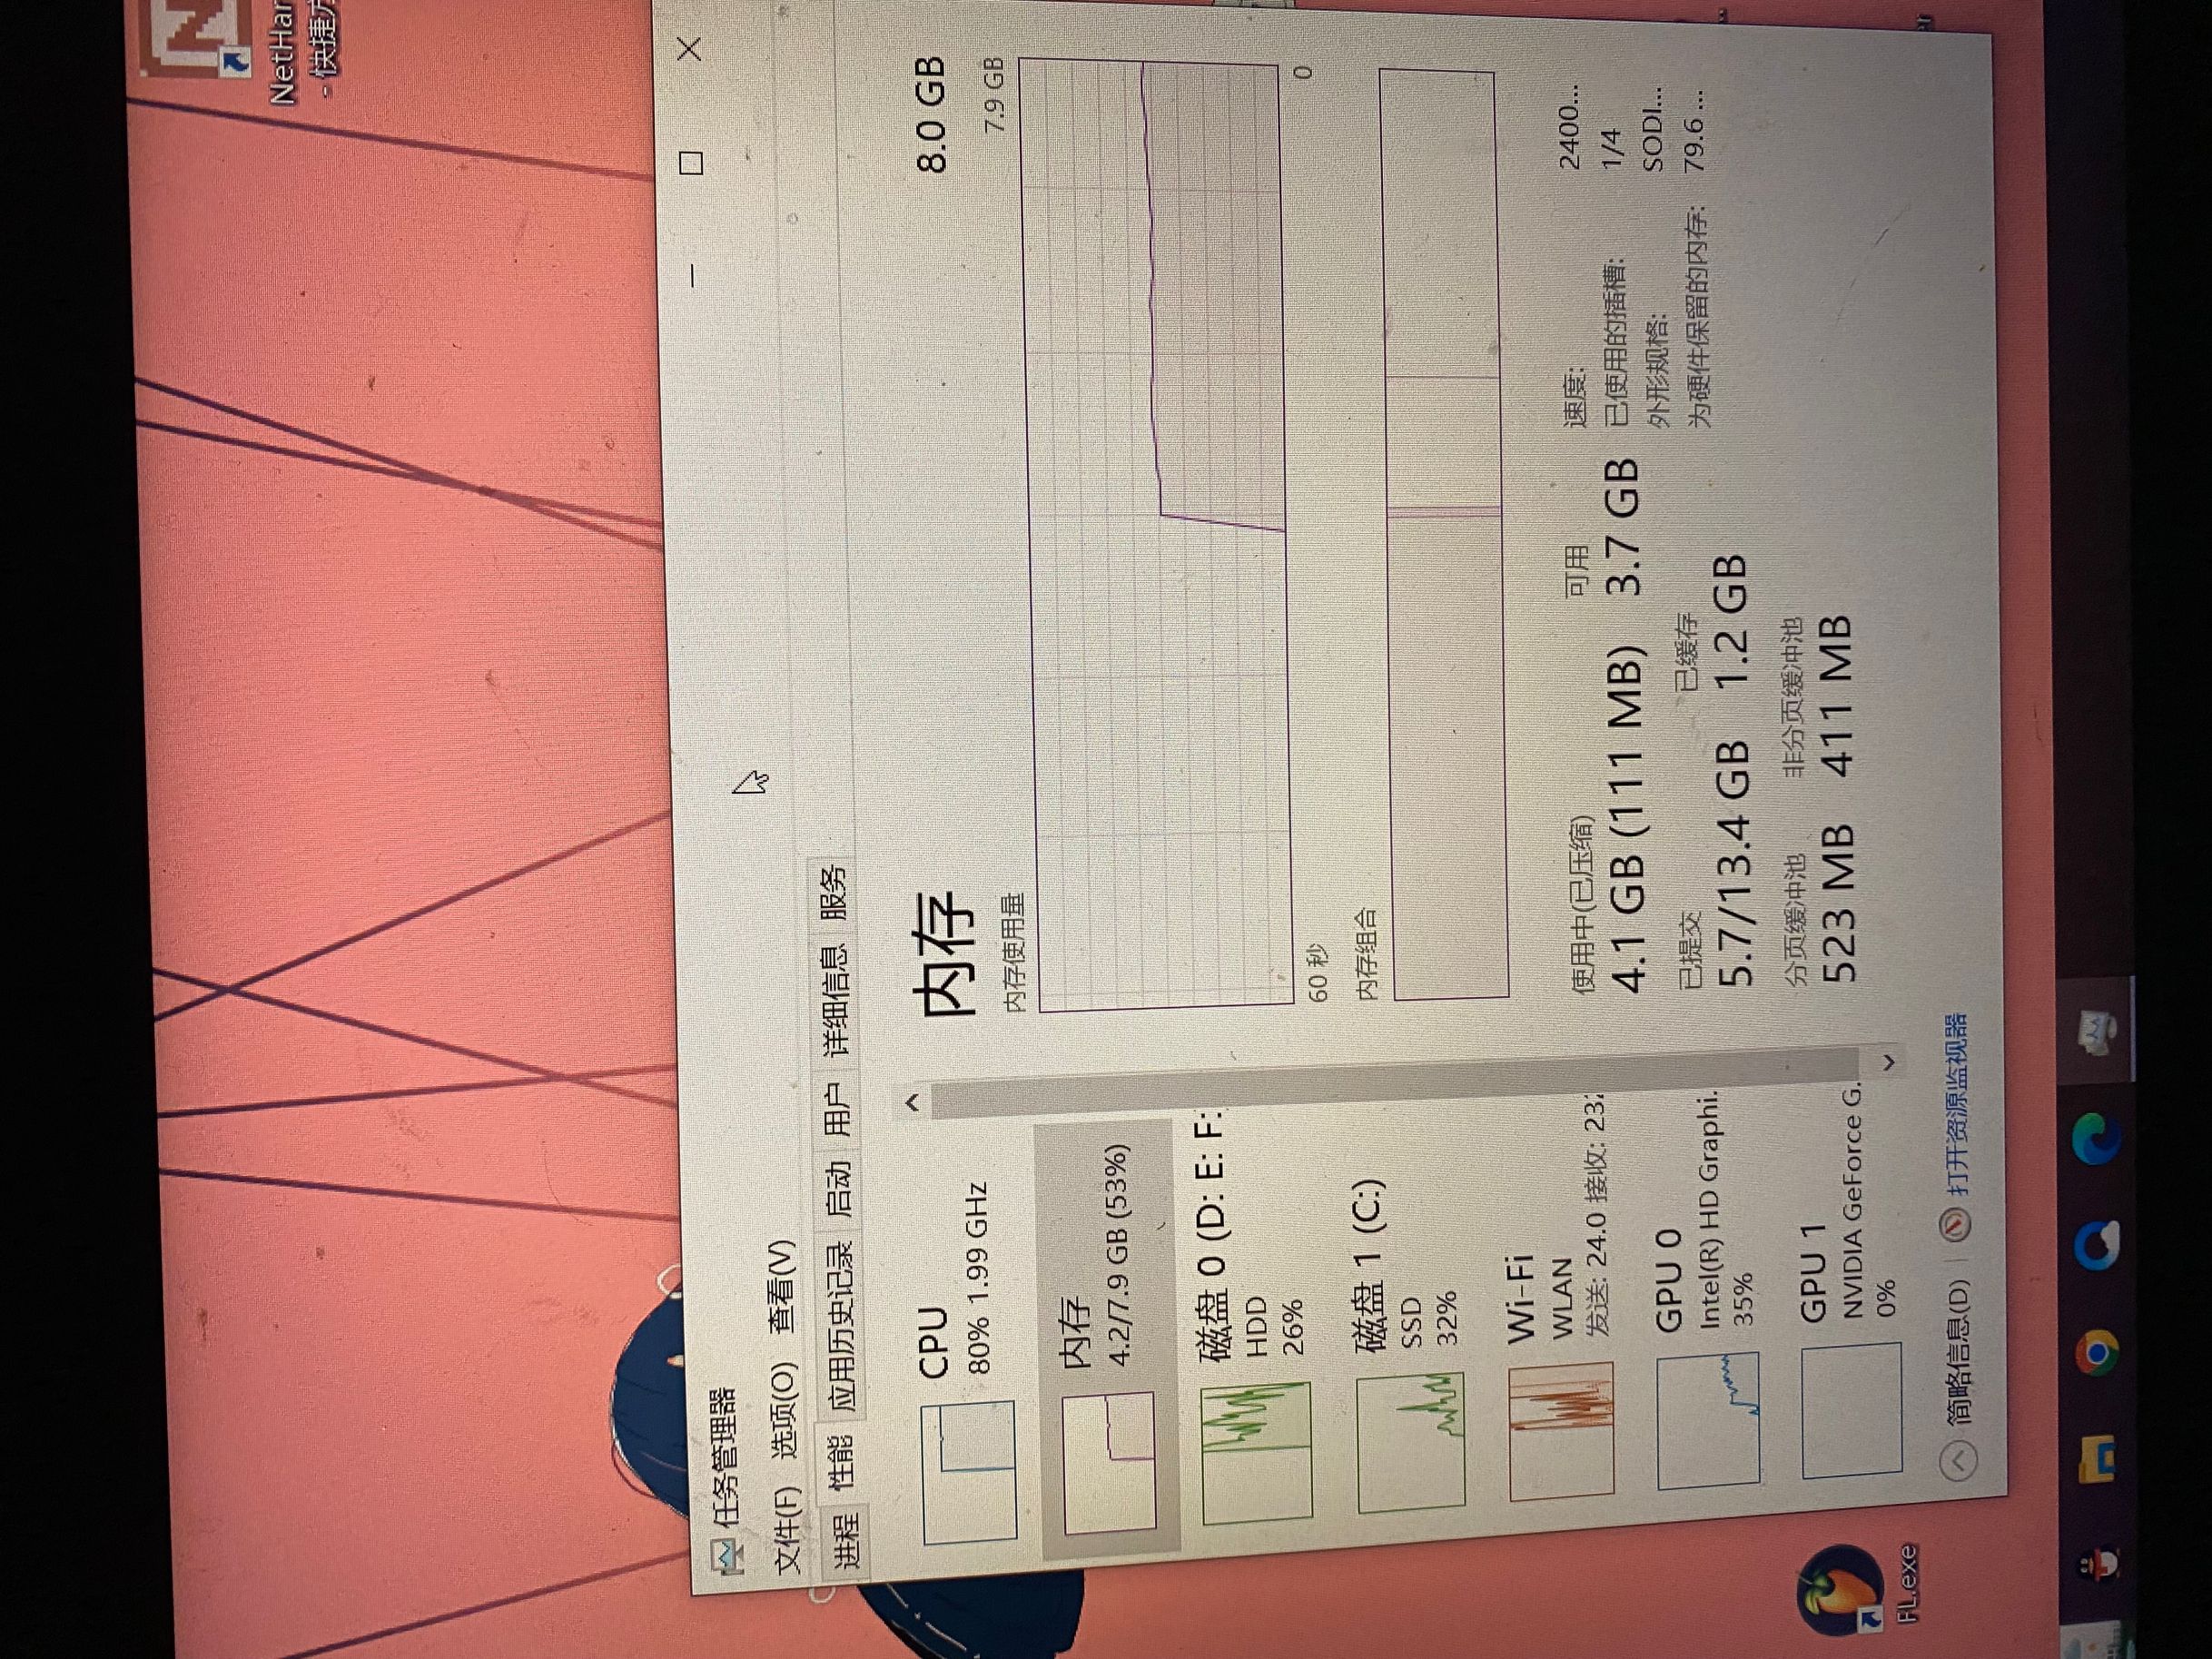 NetHar
- 快捷方
任务管理器
文件(F) 选项(O) 查看(V)
进程 性能 应用历史记录 启动 用户 详细信息 服务
CPU
80% 1.99 GHz
内存
4.2/7.9 GB (53%)
磁盘 0 (D: E: F:
HDD
26%
磁盘 1 (C:)
SSD
32%
Wi-Fi
WLAN
发送: 24.0 接收: 232
GPU 0
Intel(R) HD Graphi.
35%
GPU 1
NVIDIA GeForce G.
0%
内存 8.0 GB
内存使用量 7.9 GB
60 秒 0
内存组合
使用中(已压缩) 可用
4.1 GB (111 MB) 3.7 GB
已提交 已缓存
5.7/13.4 GB 1.2 GB
分页缓冲池 非分页缓冲池
523 MB 411 MB
速度: 2400...
已使用的插槽: 1/4
外形规格: SODI...
为硬件保留的内存: 79.6 ...
简略信息(D) 打开资源监视器
FL.exe